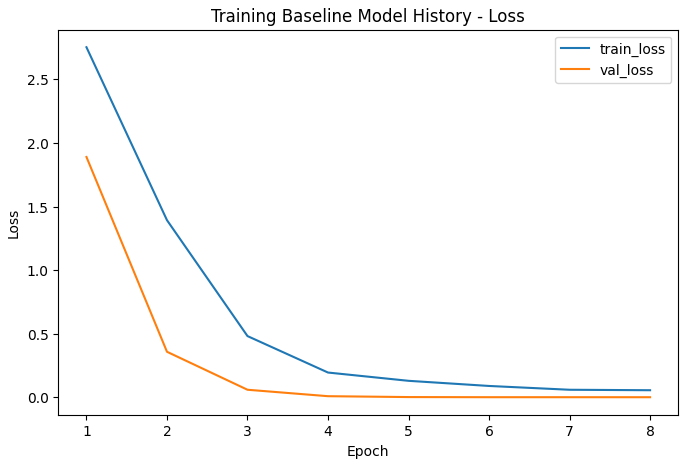 Training Baseline Model History - Loss
train_loss
val_loss
2.5
2.0
1.5
1.0
0.5
0.0
Loss
1 2 3 4 5 6 7 8
Epoch